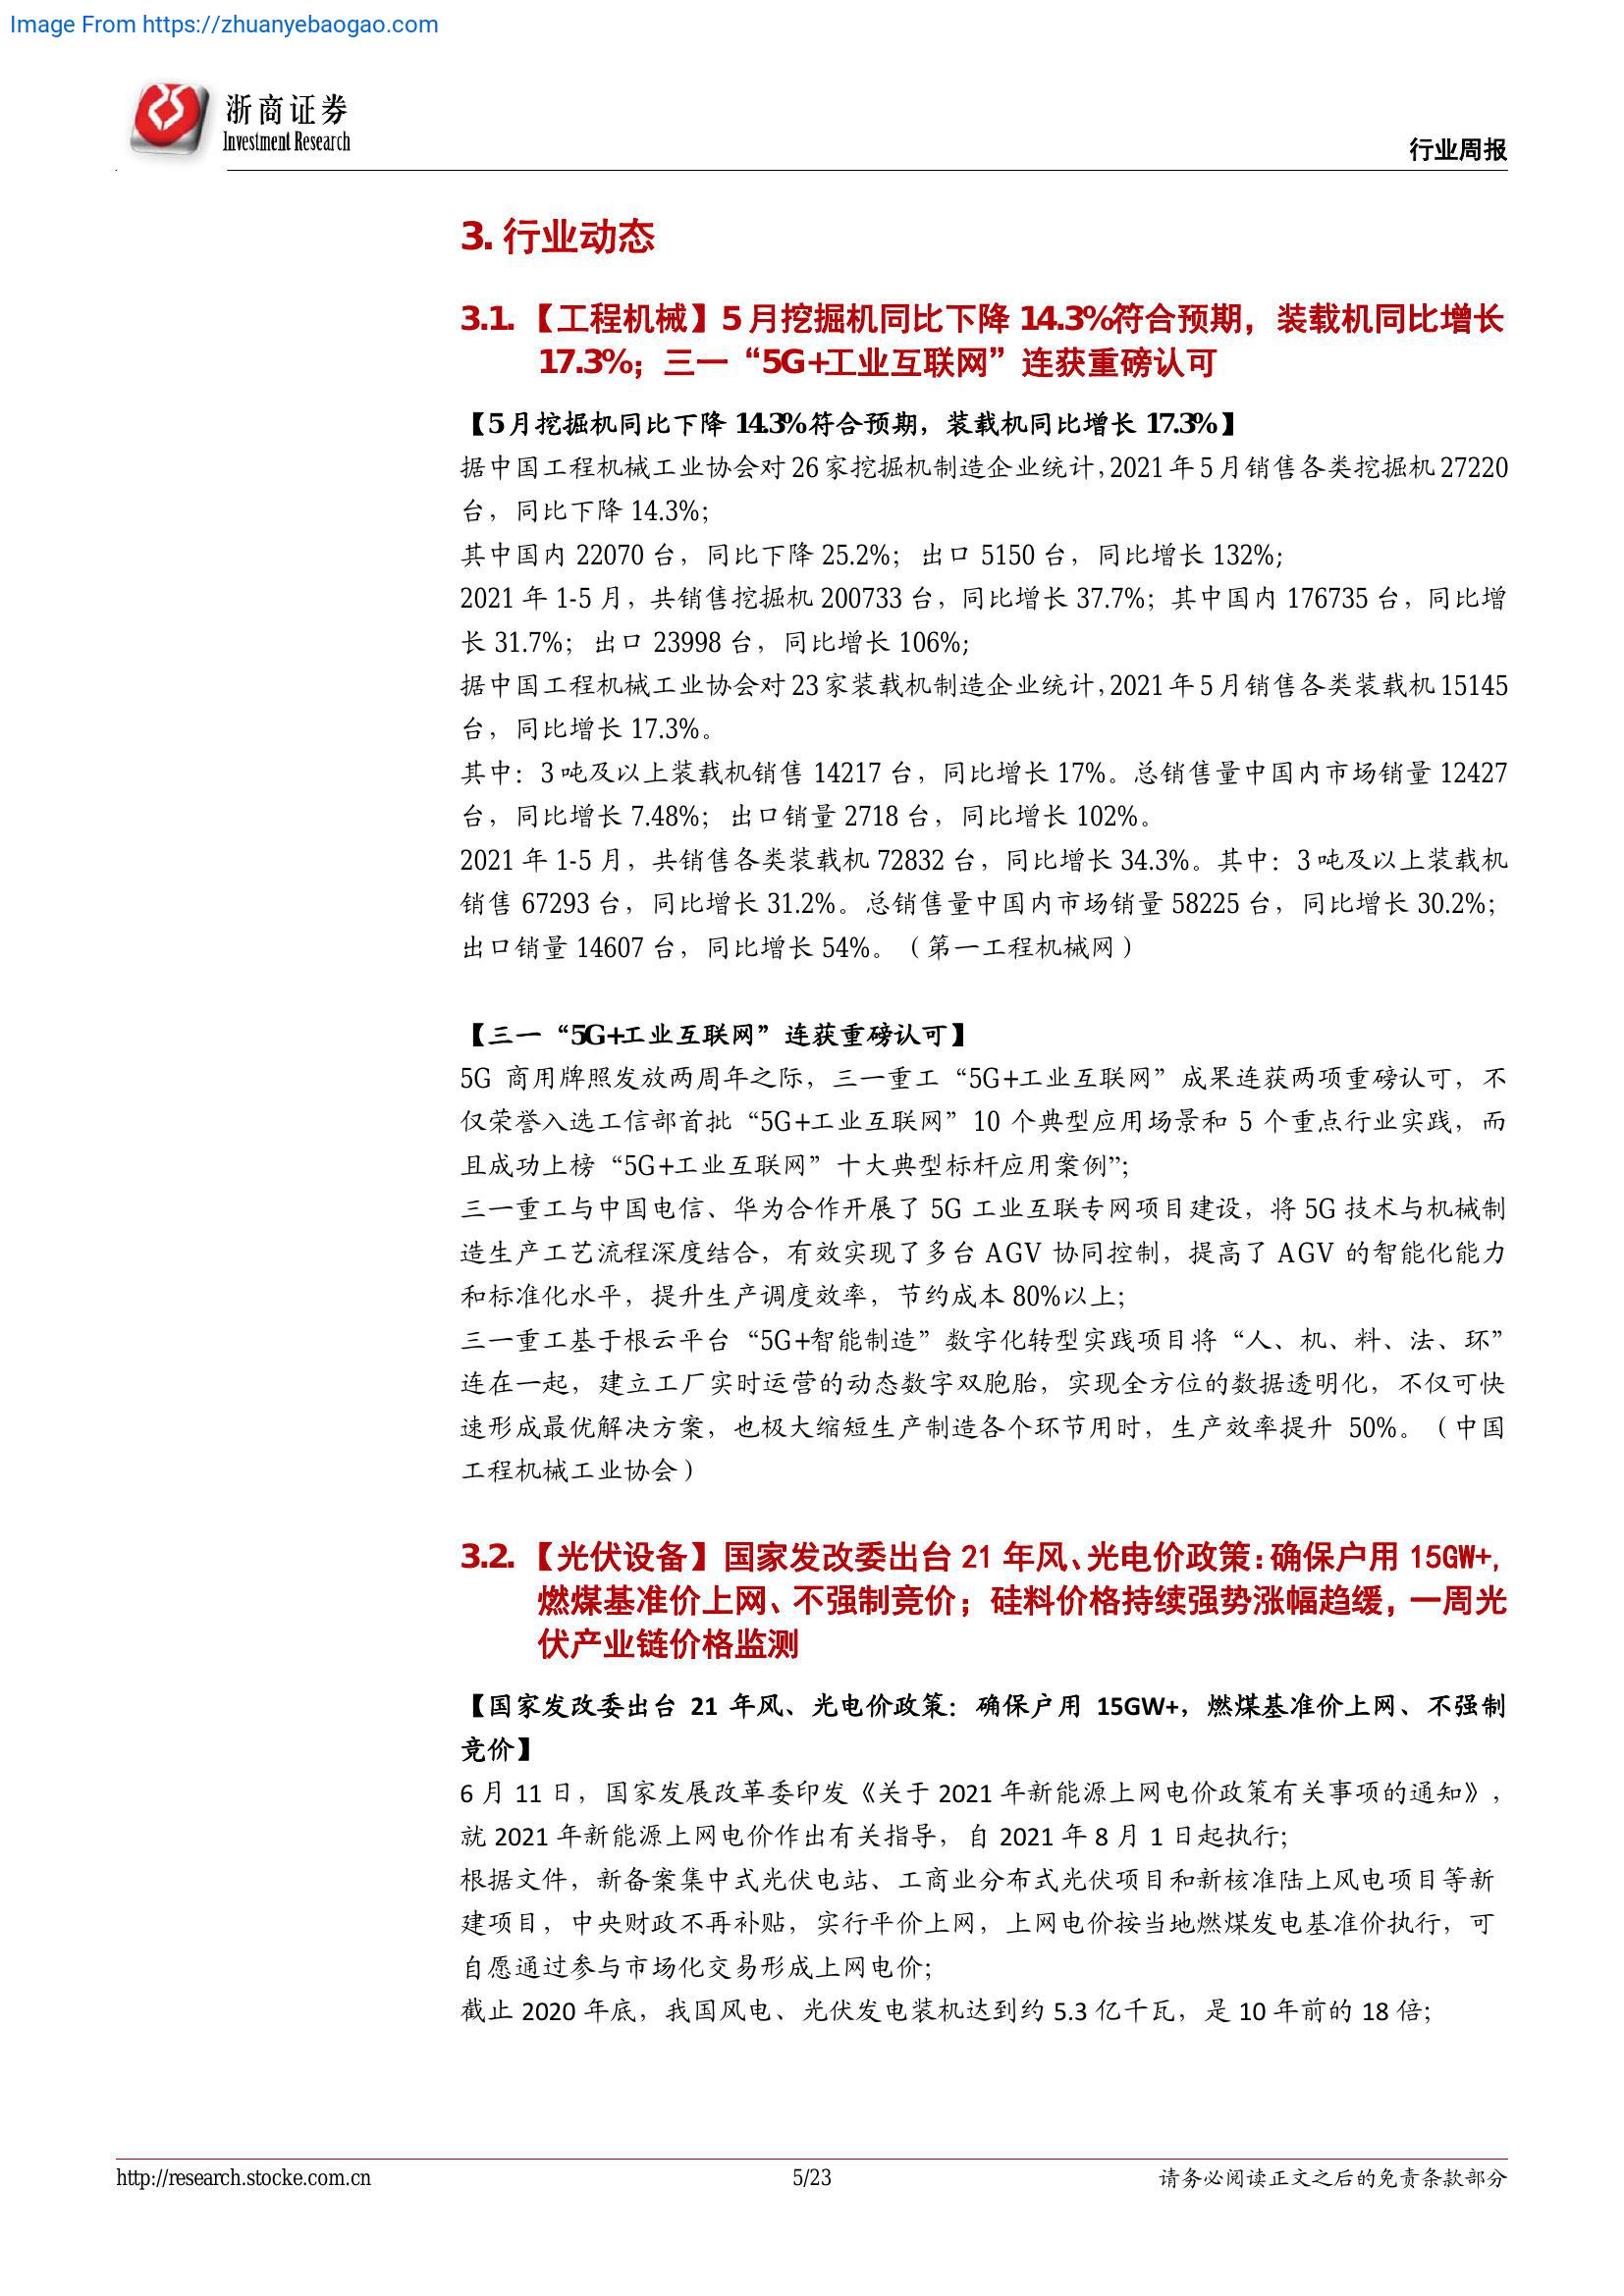 Image From https://zhuanyebaogao.com
浙商证券
Investment Research
行业周报
3. 行业动态
3.1. 【工程机械】5 月挖掘机同比下降 14.3%符合预期，装载机同比增长
17.3%；三一“5G+工业互联网”连获重磅认可
【5 月挖掘机同比下降 14.3%符合预期，装载机同比增长 17.3%】
据中国工程机械工业协会对 26 家挖掘机制造企业统计，2021 年 5 月销售各类挖掘机 27220
台，同比下降 14.3%；
其中国内 22070 台，同比下降 25.2%；出口 5150 台，同比增长 132%；
2021 年 1-5 月，共销售挖掘机 200733 台，同比增长 37.7%；其中国内 176735 台，同比增
长 31.7%；出口 23998 台，同比增长 106%；
据中国工程机械工业协会对 23 家装载机制造企业统计，2021 年 5 月销售各类装载机 15145
台，同比增长 17.3%。
其中：3 吨及以上装载机销售 14217 台，同比增长 17%。总销售量中国内市场销量 12427
台，同比增长 7.48%；出口销量 2718 台，同比增长 102%。
2021 年 1-5 月，共销售各类装载机 72832 台，同比增长 34.3%。其中：3 吨及以上装载机
销售 67293 台，同比增长 31.2%。总销售量中国内市场销量 58225 台，同比增长 30.2%；
出口销量 14607 台，同比增长 54%。（第一工程机械网）
【三一“5G+工业互联网”连获重磅认可】
5G 商用牌照发放两周年之际，三一重工“5G+工业互联网”成果连获两项重磅认可，不
仅荣誉入选工信部首批“5G+工业互联网”10 个典型应用场景和 5 个重点行业实践，而
且成功上榜“5G+工业互联网”十大典型标杆应用案例”；
三一重工与中国电信、华为合作开展了 5G 工业互联专网项目建设，将 5G 技术与机械制
造生产工艺流程深度结合，有效实现了多台 AGV 协同控制，提高了 AGV 的智能化能力
和标准化水平，提升生产调度效率，节约成本 80%以上；
三一重工基于根云平台“5G+智能制造”数字化转型实践项目将“人、机、料、法、环”
连在一起，建立工厂实时运营的动态数字双胞胎，实现全方位的数据透明化，不仅可快
速形成最优解决方案，也极大缩短生产制造各个环节用时，生产效率提升 50%。（中国
工程机械工业协会）
3.2. 【光伏设备】国家发改委出台 21 年风、光电价政策：确保户用 15GW+，
燃煤基准价上网、不强制竞价；硅料价格持续强势涨幅趋缓，一周光
伏产业链价格监测
【国家发改委出台 21 年风、光电价政策：确保户用 15GW+，燃煤基准价上网、不强制
竞价】
6 月 11 日，国家发展改革委印发《关于 2021 年新能源上网电价政策有关事项的通知》，
就 2021 年新能源上网电价作出有关指导，自 2021 年 8 月 1 日起执行；
根据文件，新备案集中式光伏电站、工商业分布式光伏项目和新核准陆上风电项目等新
建项目，中央财政不再补贴，实行平价上网，上网电价按当地燃煤发电基准价执行，可
自愿通过参与市场化交易形成上网电价；
截止 2020 年底，我国风电、光伏发电装机达到约 5.3 亿千瓦，是 10 年前的 18 倍；
http://research.stocke.com.cn
5/23
请务必阅读正文之后的免责条款部分